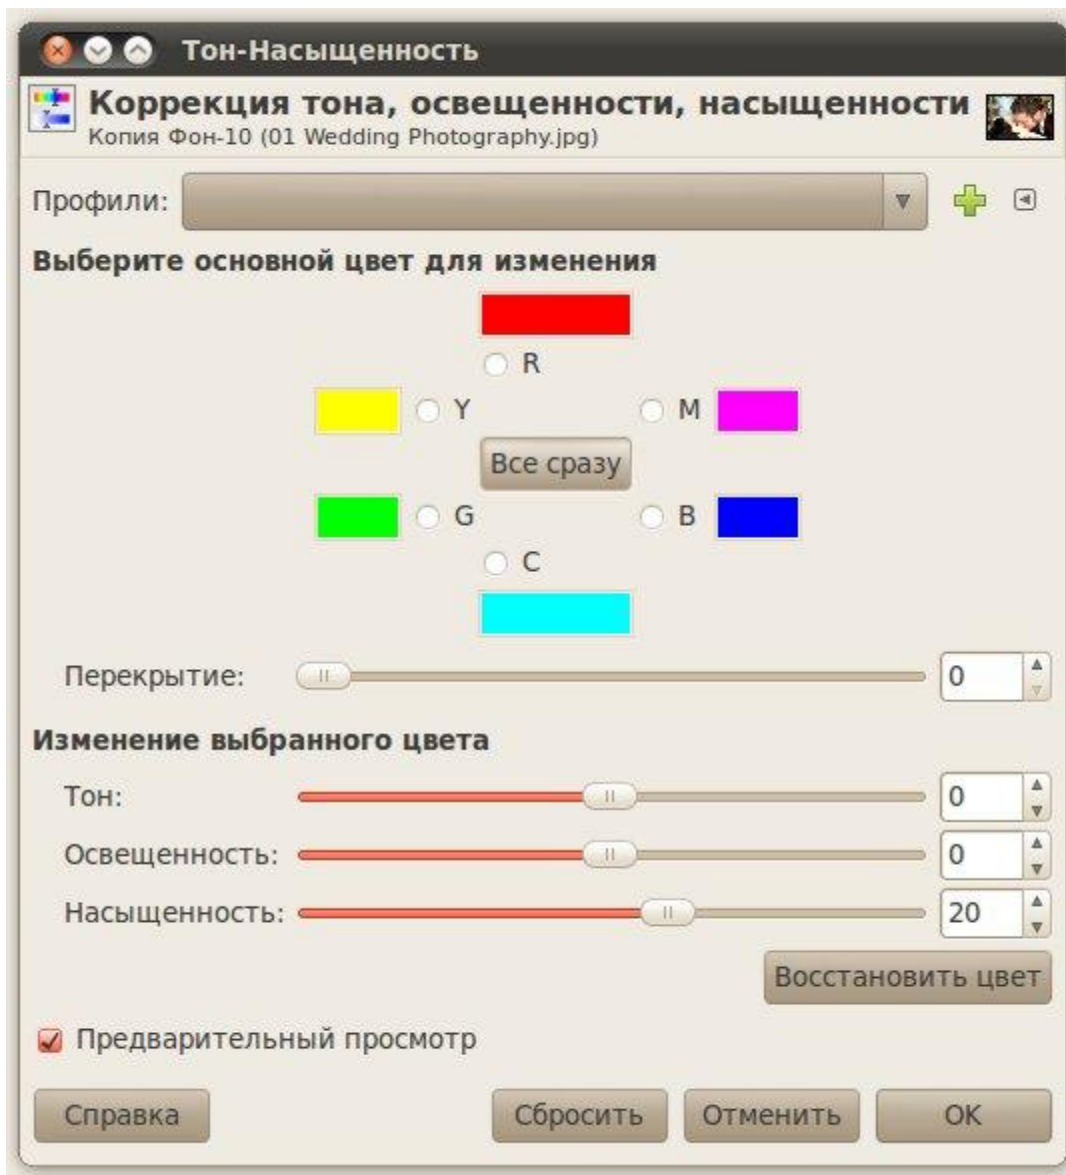 Тон-Насыщенность
Коррекция тона, освещенности, насыщенности
Копия Фон-10 (01 Wedding Photography.jpg)
Профили:
Выберите основной цвет для изменения
R
Y M
Все сразу
G B
C
Перекрытие: 0
Изменение выбранного цвета
Тон: 0
Освещенность: 0
Насыщенность: 20
Восстановить цвет
Предварительный просмотр
Справка Сбросить Отменить OK